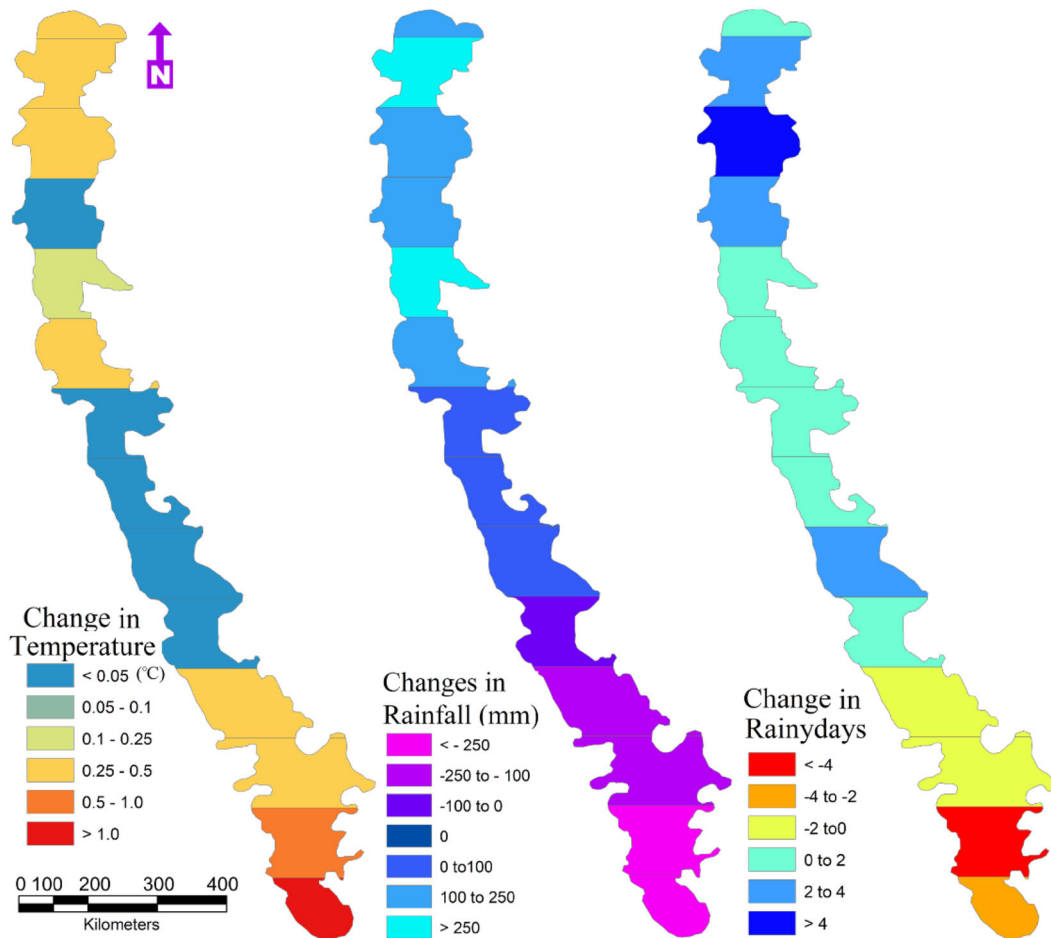 N
Change in
Temperature
< 0.05 (°C)
0.05 - 0.1
0.1 - 0.25
0.25 - 0.5
0.5 - 1.0
> 1.0
0 100 200 300 400
Kilometers
Changes in
Rainfall (mm)
< - 250
-250 to - 100
-100 to 0
0
0 to100
100 to 250
> 250
Change in
Rainydays
< -4
-4 to -2
-2 to0
0 to 2
2 to 4
> 4